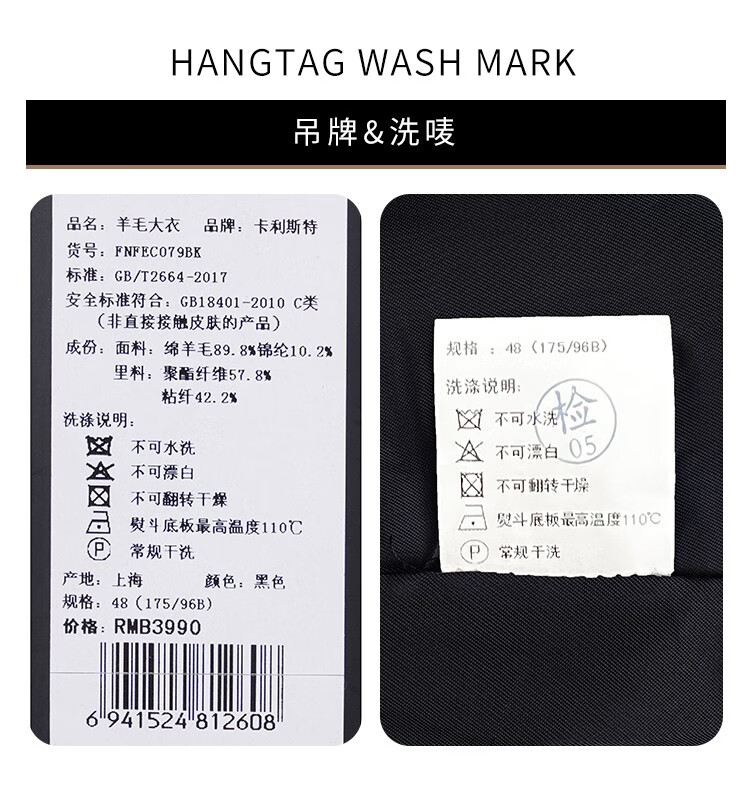 HANGTAG WASH MARK
吊牌&洗唛
品名：羊毛大衣 品牌：卡利斯特
货号：FNFEC079BK
标准：GB/T2664-2017
安全标准符合：GB18401-2010 C类
（非直接接触皮肤的产品）
成份：面料：绵羊毛89.8%锦纶10.2%
里料：聚酯纤维57.8%
粘纤42.2%
洗涤说明：
不可水洗
不可漂白
不可翻转干燥
熨斗底板最高温度110℃
P 常规干洗
产地：上海 颜色：黑色
规格：48（175/96B）
价格：RMB3990
6 941524 812608
规格：48（175/96B）
洗涤说明：
不可水洗
不可漂白
不可翻转干燥
熨斗底板最高温度110℃
P 常规干洗
检
05